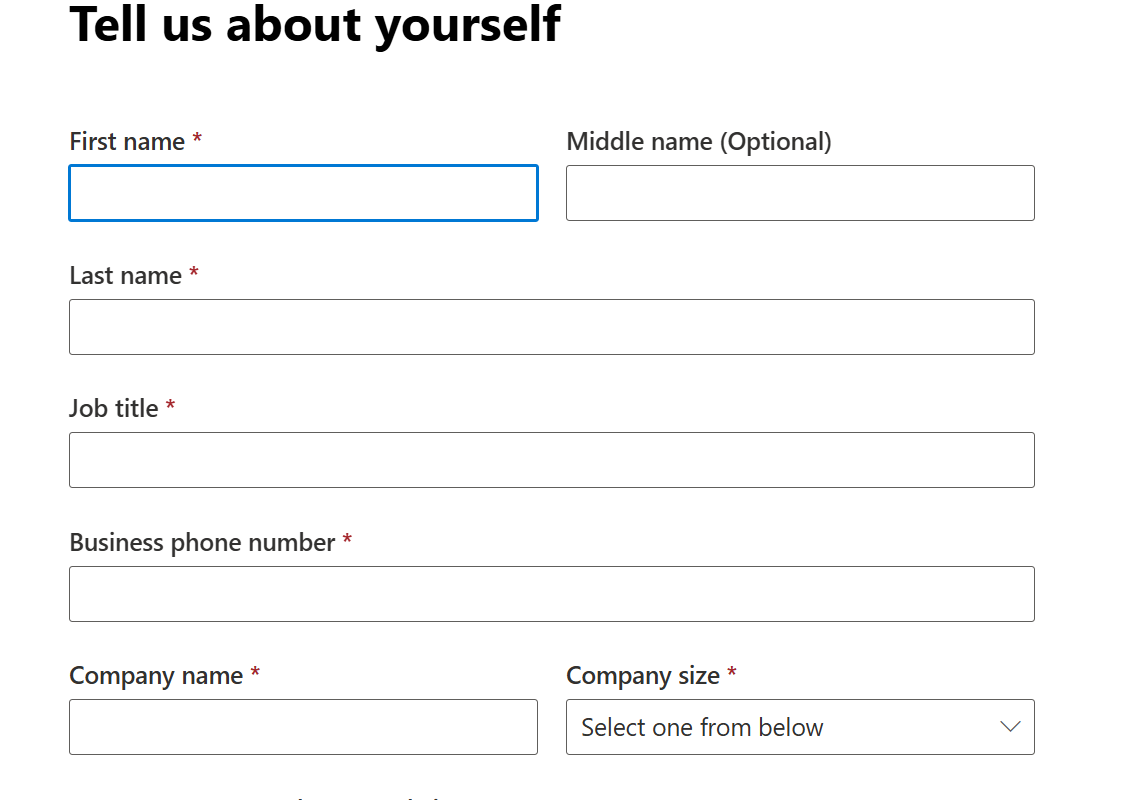 Tell us about yourself
First name *
Middle name (Optional)
Last name *
Job title *
Business phone number *
Company name *
Company size *
Select one from below